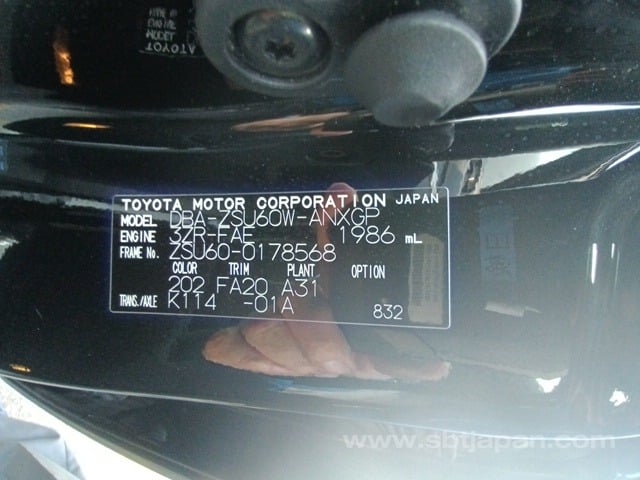 TOYOTA MOTOR CORPORATION JAPAN
MODEL DBA-ZSU60W-ANXGP
ENGINE 3ZR-FAE 1986 mL
FRAME No. ZSU60-0178568
COLOR TRIM PLANT OPTION
202 FA20 A31
TRANS./AXLE K114 -01A 832
www.sbtjapan.com